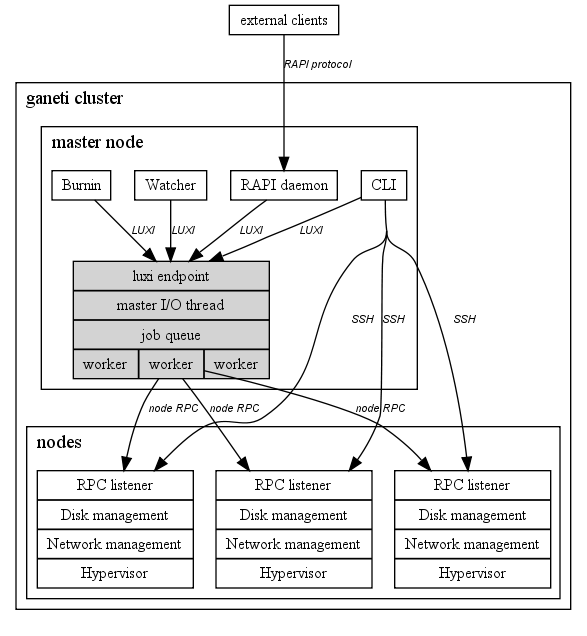 external clients
RAPI protocol
ganeti cluster
master node
Burnin
Watcher
RAPI daemon
CLI
LUXI
LUXI
LUXI
LUXI
luxi endpoint
master I/O thread
job queue
worker
worker
worker
SSH
SSH
SSH
node RPC
node RPC
node RPC
nodes
RPC listener
Disk management
Network management
Hypervisor
RPC listener
Disk management
Network management
Hypervisor
RPC listener
Disk management
Network management
Hypervisor